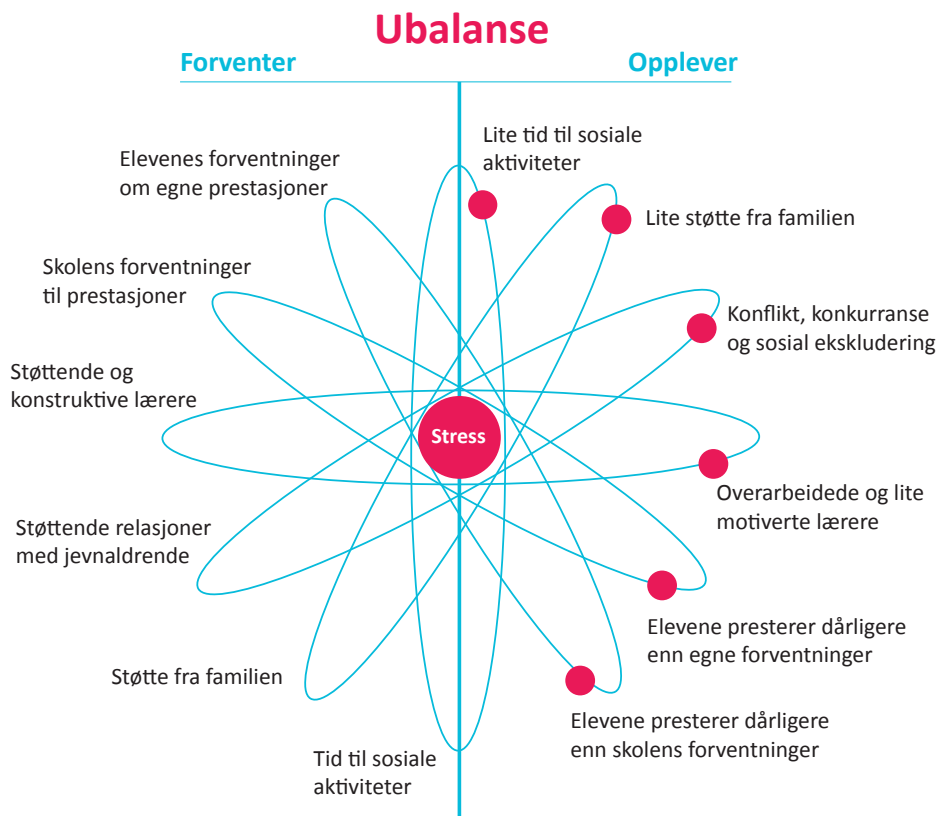 Ubalanse
Forventer
Opplever
Elevenes forventninger
om egne prestasjoner
Skolens forventninger
til prestasjoner
Støttende og
konstruktive lærere
Støttende relasjoner
med jevnaldrende
Støtte fra familien
Tid til sosiale
aktiviteter
Stress
Lite tid til sosiale
aktiviteter
Lite støtte fra familien
Konflikt, konkurranse
og sosial ekskludering
Overarbeidede og lite
motiverte lærere
Elevene presterer dårligere
enn egne forventninger
Elevene presterer dårligere
enn skolens forventninger